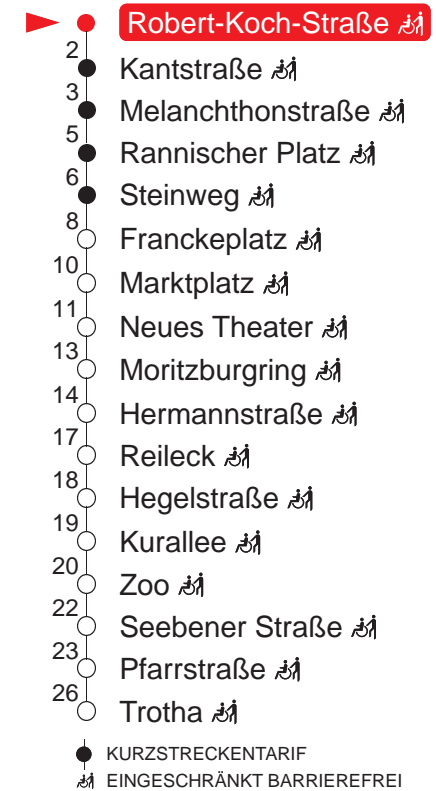 Robert-Koch-Straße
2 Kantstraße
3 Melanchthonstraße
5 Rannischer Platz
6 Steinweg
8 Franckeplatz
10 Marktplatz
11 Neues Theater
13 Moritzburgring
14 Hermannstraße
17 Reileck
18 Hegelstraße
19 Kurallee
20 Zoo
22 Seebener Straße
23 Pfarrstraße
26 Trotha
KURZSTRECKENTARIF
EINGESCHRÄNKT BARRIEREFREI